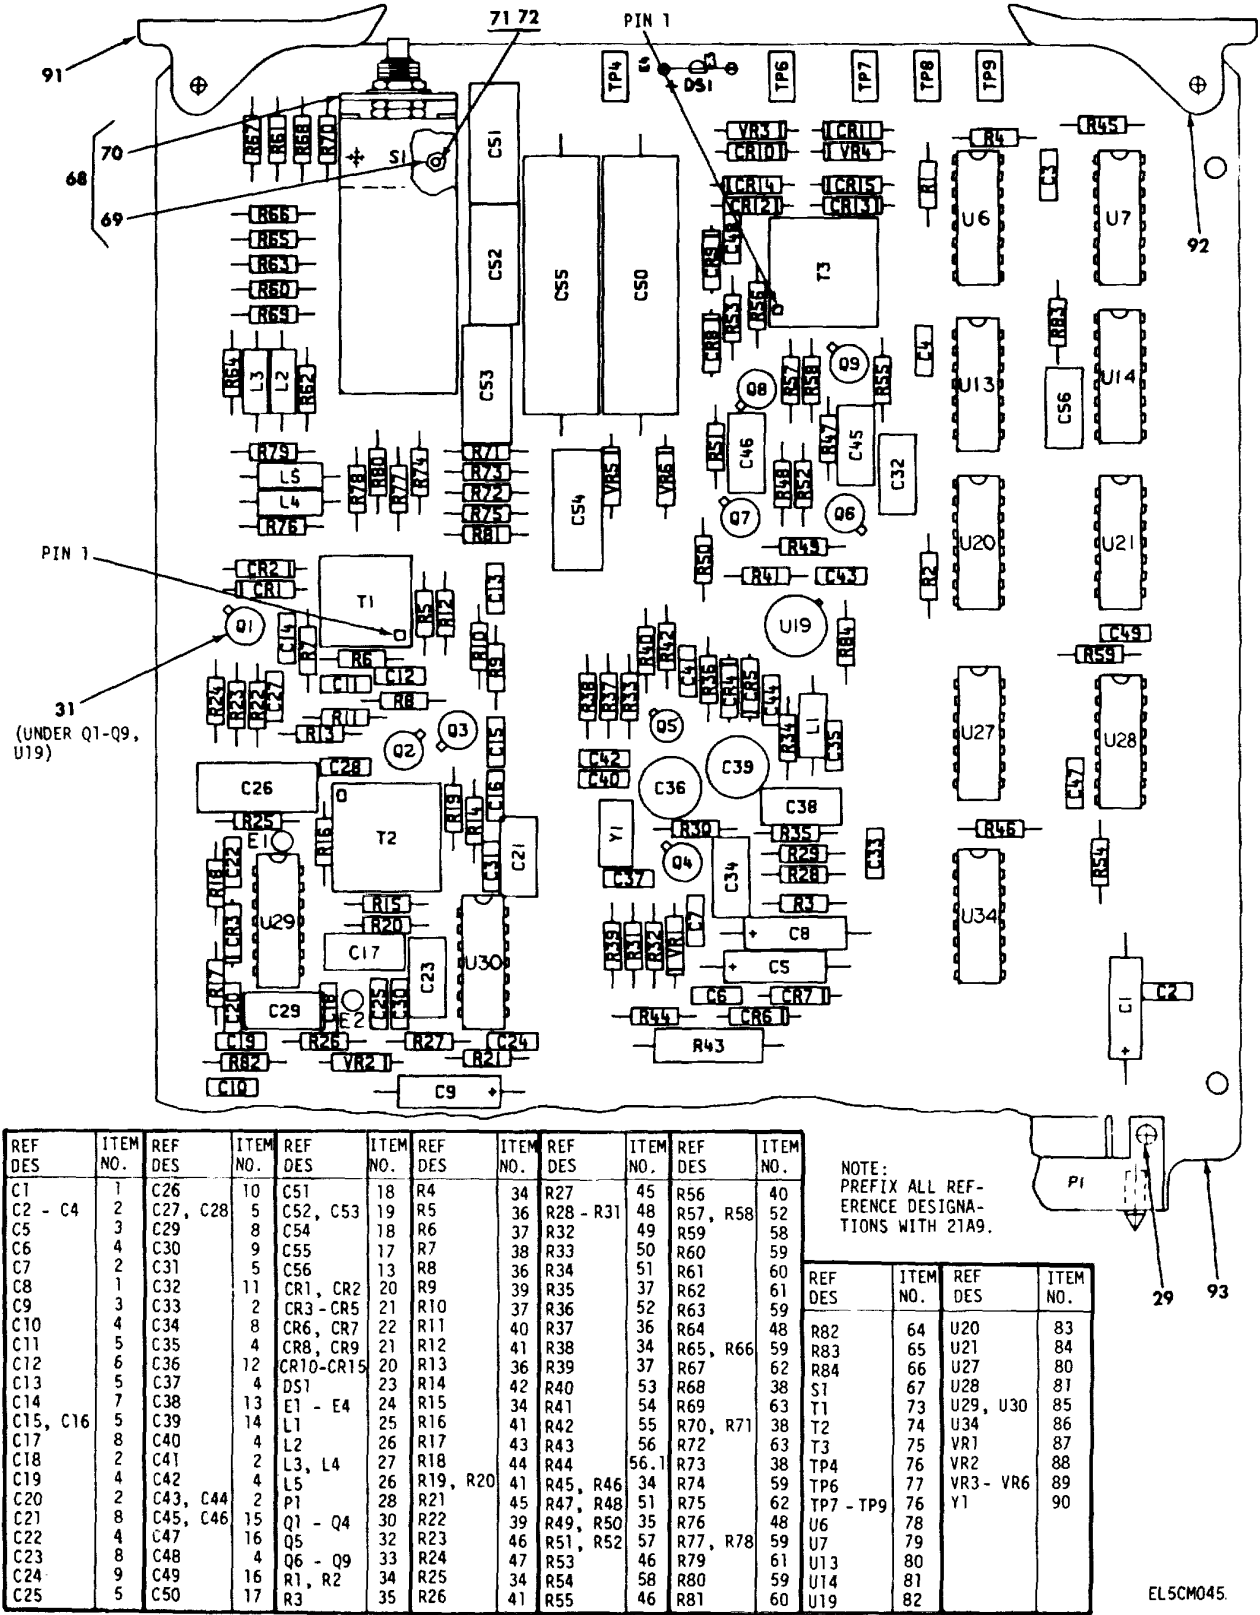 71 72
PIN 1
91
TP4
E4
E3
+ DS1
TP6
TP7
TP8
TP9
70
68
69
R67
R61
R68
R70
S1
C51
VR3
CR11
CR10
VR4
CR14
CR15
CR12
CR13
R4
R45
R1
C3
U6
U7
92
R66
R65
R63
R60
R69
C52
C55
C50
CR9
C48
T3
R53
R56
CR8
C4
R83
U13
U14
R64
L3
L2
R62
C53
Q8
R57
R58
Q9
R55
C56
R79
L5
L4
R76
R78
R80
R77
R74
R71
R73
R72
R75
R81
C54
VR5
VR6
R51
C46
R47
C45
C32
R48
R52
Q7
Q6
U20
U21
PIN 1
CR2
CR1
T1
R5
R12
C13
R50
R49
R4
C43
R2
Q1
C14
R7
R10
R9
U19
R84
C49
R59
R6
C11
C12
R8
R40
R42
C4
R36
CR4
CR5
C44
31
(UNDER Q1-Q9,
U19)
R24
R23
R22
C27
R11
R13
Q2
Q3
C15
R38
R37
R33
Q5
R34
L1
C35
U27
U28
C28
C26
C16
C42
C40
C36
C39
C38
C47
R25
E1
R16
T2
R19
R14
C31
C21
Y1
R30
R35
R29
R28
C33
R46
R54
R18
C22
U29
Q4
C37
C34
R3
U34
CR3
R15
R20
C17
C23
U30
R39
R31
R32
VR1
C7
+ C8
+ C5
R17
C20
C29
C18
E2
C25
C30
C6
CR7
C1
+
C2
C19
R26
R27
C24
R44
CR6
R82
VR2
R21
R43
C10
C9 +
P1
29
93
NOTE:
PREFIX ALL REF-
ERENCE DESIGNA-
TIONS WITH 21A9.
REF DES ITEM NO.
C1 1
C2 - C4 2
C5 3
C6 4
C7 2
C8 1
C9 3
C10 4
C11 5
C12 6
C13 5
C14 7
C15, C16 5
C17 8
C18 2
C19 4
C20 2
C21 8
C22 4
C23 8
C24 9
C25 5
REF DES ITEM NO.
C26 10
C27, C28 5
C29 8
C30 9
C31 5
C32 11
C33 2
C34 8
C35 4
C36 12
C37 4
C38 13
C39 14
C40 4
C41 2
C42 4
C43, C44 2
C45, C46 15
C47 16
C48 4
C49 16
C50 17
REF DES ITEM NO.
C51 18
C52, C53 19
C54 18
C55 17
C56 13
CR1, CR2 20
CR3 - CR5 21
CR6, CR7 22
CR8, CR9 21
CR10-CR15 20
DS1 23
E1 - E4 24
L1 25
L2 26
L3, L4 27
L5 26
P1 28
Q1 - Q4 30
Q5 32
Q6 - Q9 33
R1, R2 34
R3 35
REF DES ITEM NO.
R4 34
R5 36
R6 37
R7 38
R8 36
R9 39
R10 37
R11 40
R12 41
R13 36
R14 42
R15 34
R16 41
R17 43
R18 44
R19, R20 41
R21 45
R22 39
R23 46
R24 47
R25 34
R26 41
REF DES ITEM NO.
R27 45
R28 - R31 48
R32 49
R33 50
R34 51
R35 37
R36 52
R37 36
R38 34
R39 37
R40 53
R41 54
R42 55
R43 56
R44 56.1
R45, R46 34
R47, R48 51
R49, R50 35
R51, R52 57
R53 46
R54 58
R55 46
REF DES ITEM NO.
R56 40
R57, R58 52
R59 58
R60 59
R61 60
R62 61
R63 59
R64 48
R65, R66 59
R67 62
R68 38
R69 63
R70, R71 38
R72 63
R73 38
R74 59
R75 62
R76 48
R77, R78 59
R79 61
R80 59
R81 60
REF DES ITEM NO.
R82 64
R83 65
R84 66
S1 67
T1 73
T2 74
T3 75
TP4 76
TP6 77
TP7 - TP9 76
U6 78
U7 79
U13 80
U14 81
U19 82
REF DES ITEM NO.
U20 83
U21 84
U27 80
U28 81
U29, U30 85
U34 86
VR1 87
VR2 88
VR3 - VR6 89
Y1 90
EL5CM045.